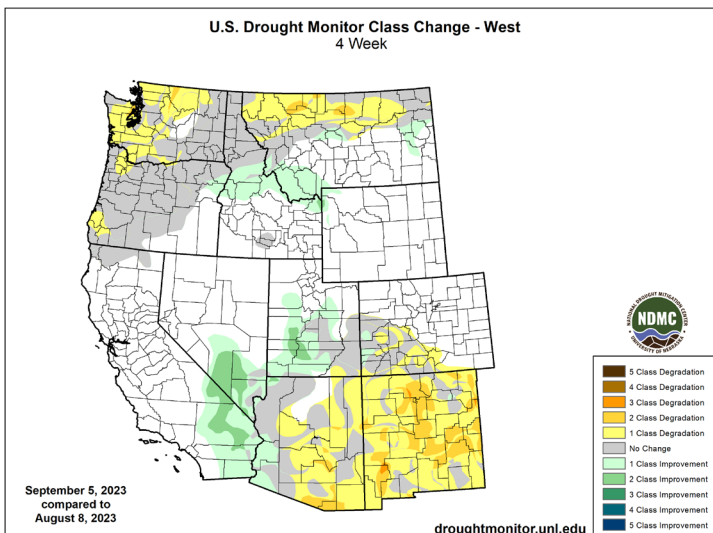 U.S. Drought Monitor Class Change - West
4 Week
NATIONAL DROUGHT MITIGATION CENTER
NDMC
UNIVERSITY OF NEBRASKA
5 Class Degradation
4 Class Degradation
3 Class Degradation
2 Class Degradation
1 Class Degradation
No Change
1 Class Improvement
2 Class Improvement
3 Class Improvement
4 Class Improvement
5 Class Improvement
September 5, 2023
compared to
August 8, 2023
droughtmonitor.unl.edu